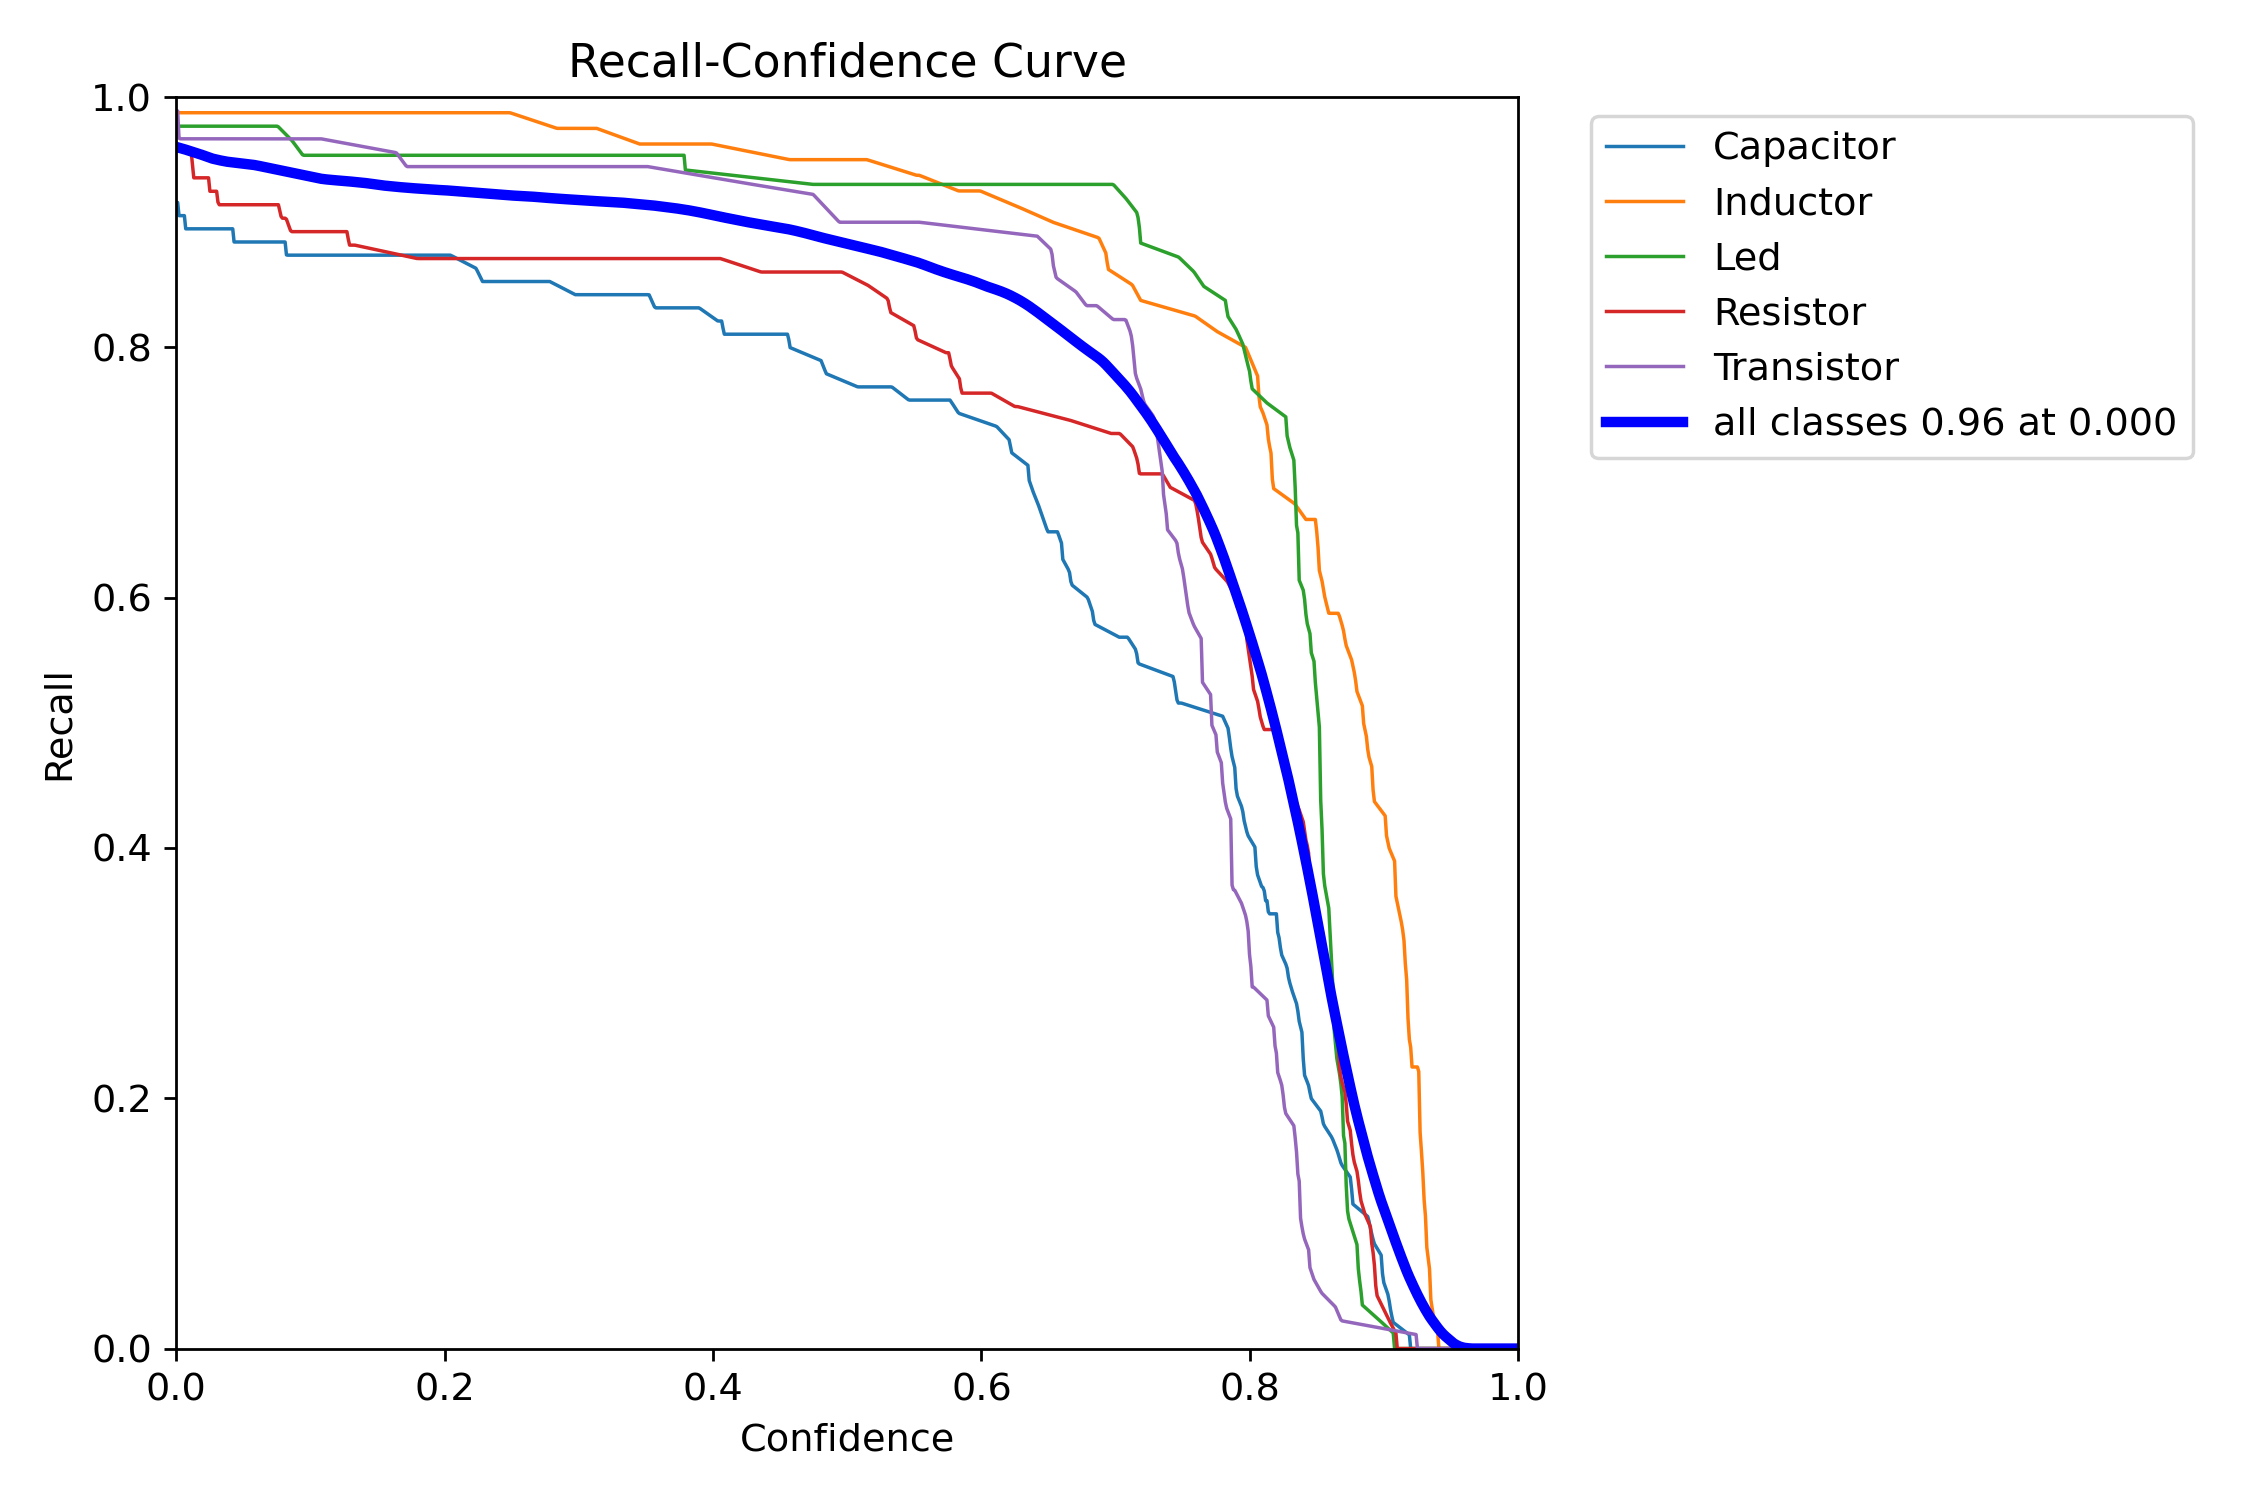 Recall-Confidence Curve
1.0
0.8
0.6
0.4
0.2
0.0
Recall
0.0 0.2 0.4 0.6 0.8 1.0
Confidence
Capacitor
Inductor
Led
Resistor
Transistor
all classes 0.96 at 0.000